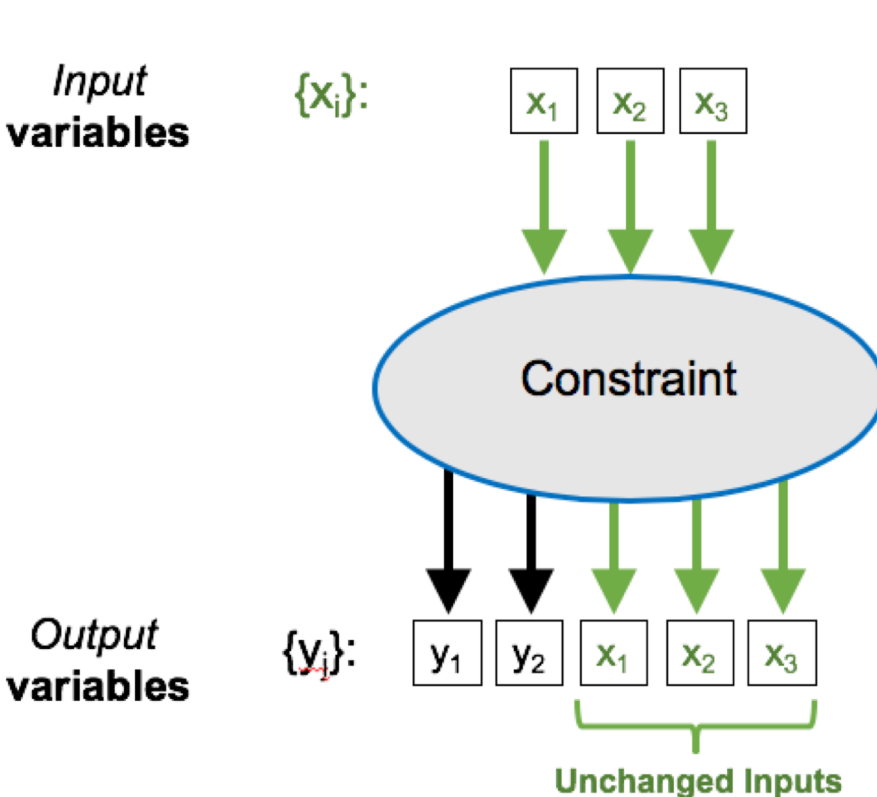 Input
variables
{xᵢ}:
x₁ x₂ x₃
Constraint
Output
variables
{yⱼ}:
y₁ y₂ x₁ x₂ x₃
Unchanged Inputs